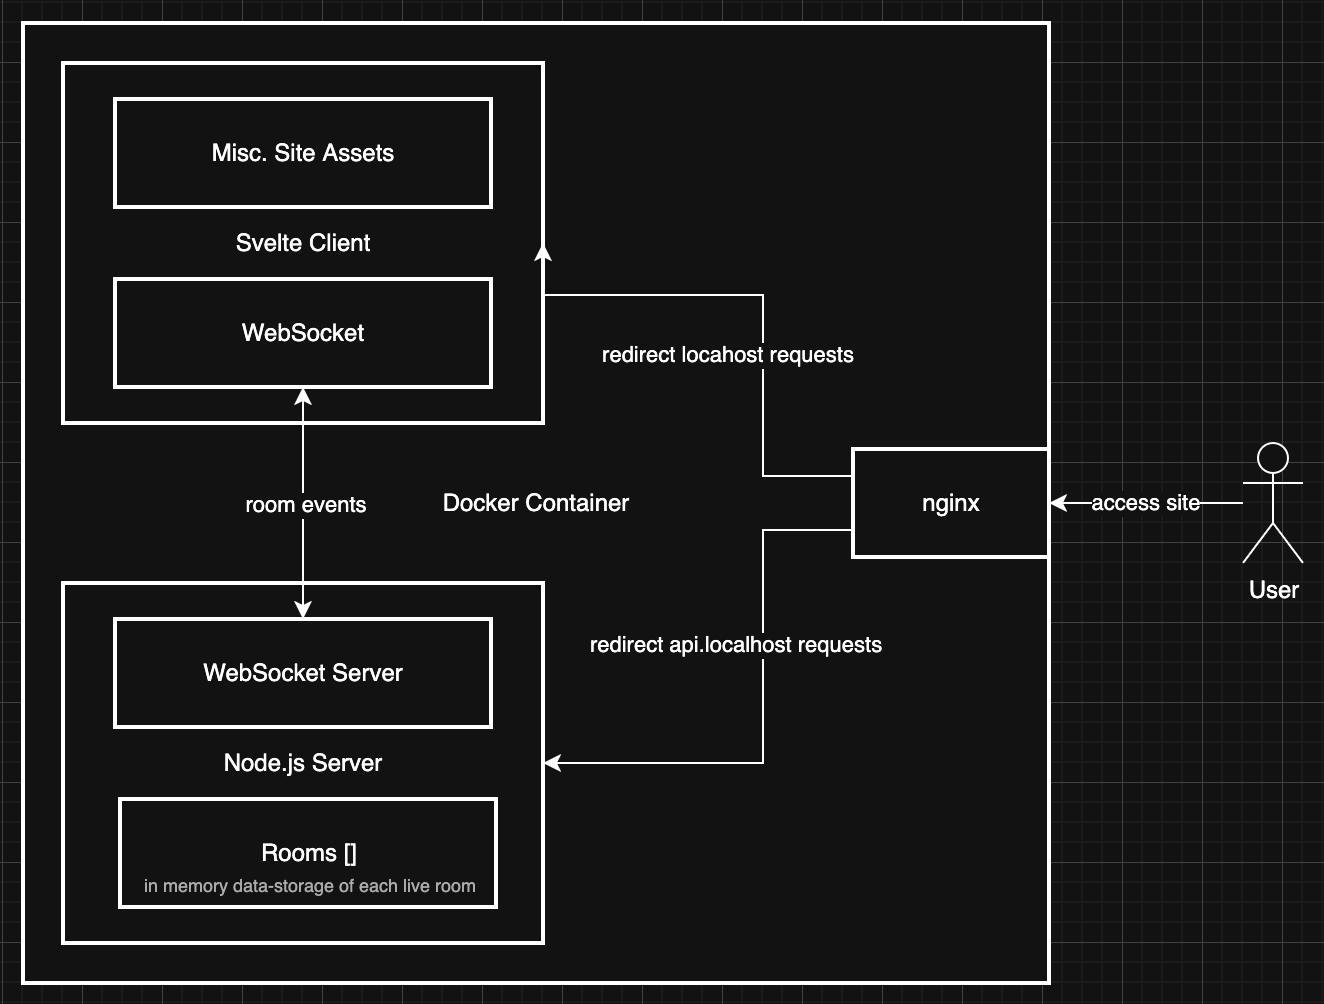 Misc. Site Assets
Svelte Client
WebSocket
redirect locahost requests
room events
Docker Container
nginx
access site
User
redirect api.localhost requests
WebSocket Server
Node.js Server
Rooms []
in memory data-storage of each live room